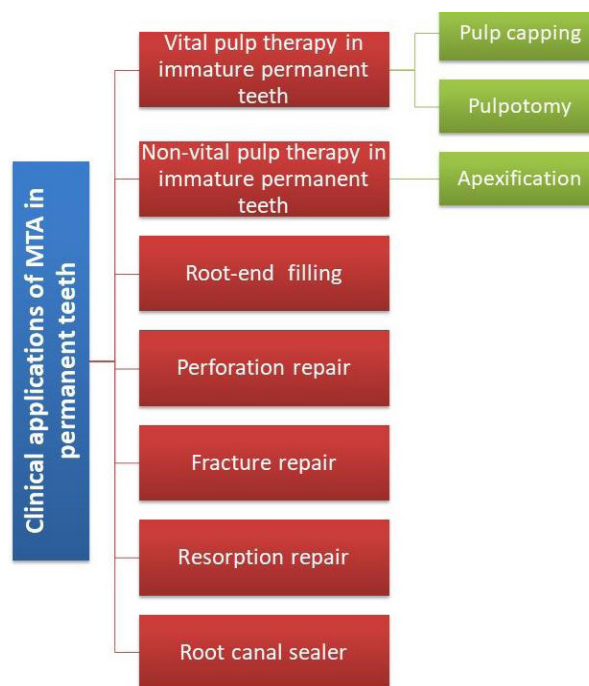 Clinical applications of MTA in
permanent teeth
Vital pulp therapy in
immature permanent
teeth
Pulp capping
Pulpotomy
Non-vital pulp therapy in
immature permanent
teeth
Apexification
Root-end filling
Perforation repair
Fracture repair
Resorption repair
Root canal sealer